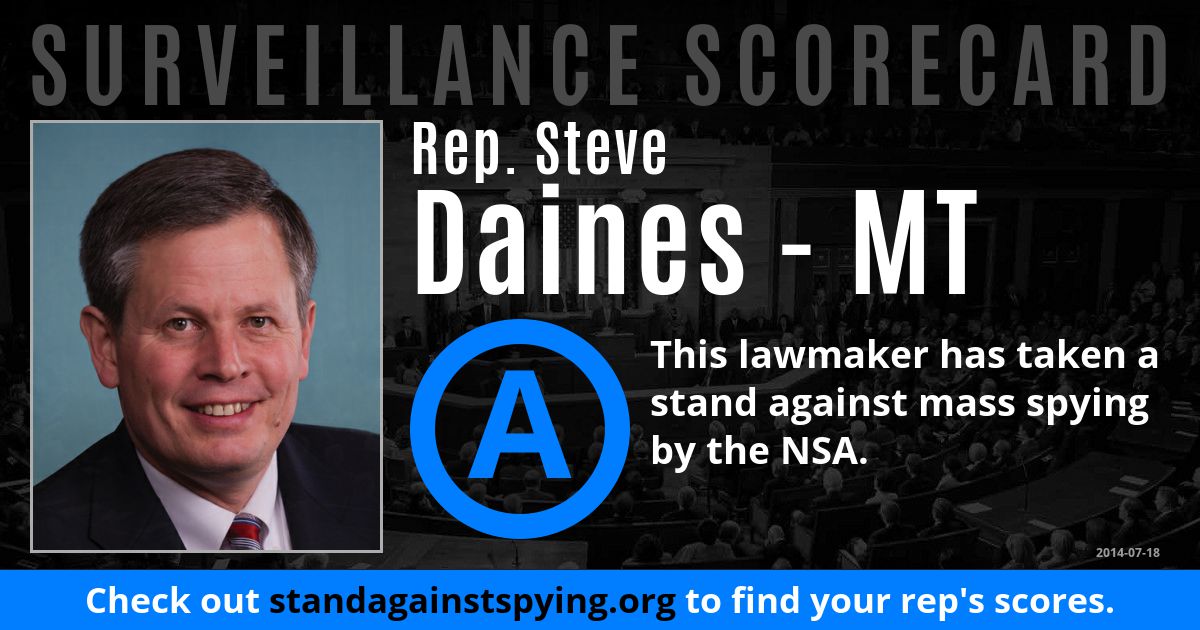 SURVEILLANCE SCORECARD
Rep. Steve
Daines - MT
A
This lawmaker has taken a
stand against mass spying
by the NSA.
2014-07-18
Check out standagainstspying.org to find your rep's scores.